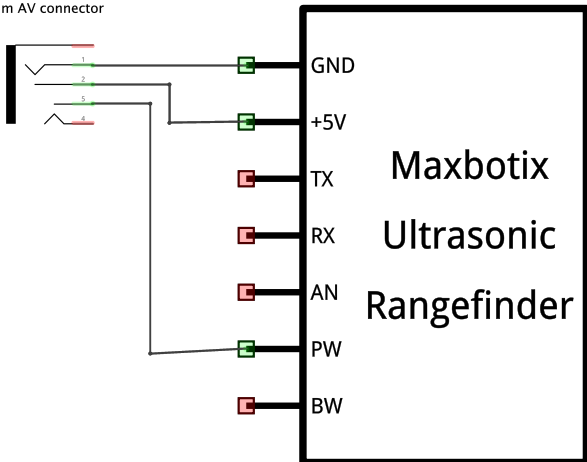 m AV connector
1
2
5
4
GND
+5V
TX
RX
AN
PW
BW
Maxbotix
Ultrasonic
Rangefinder